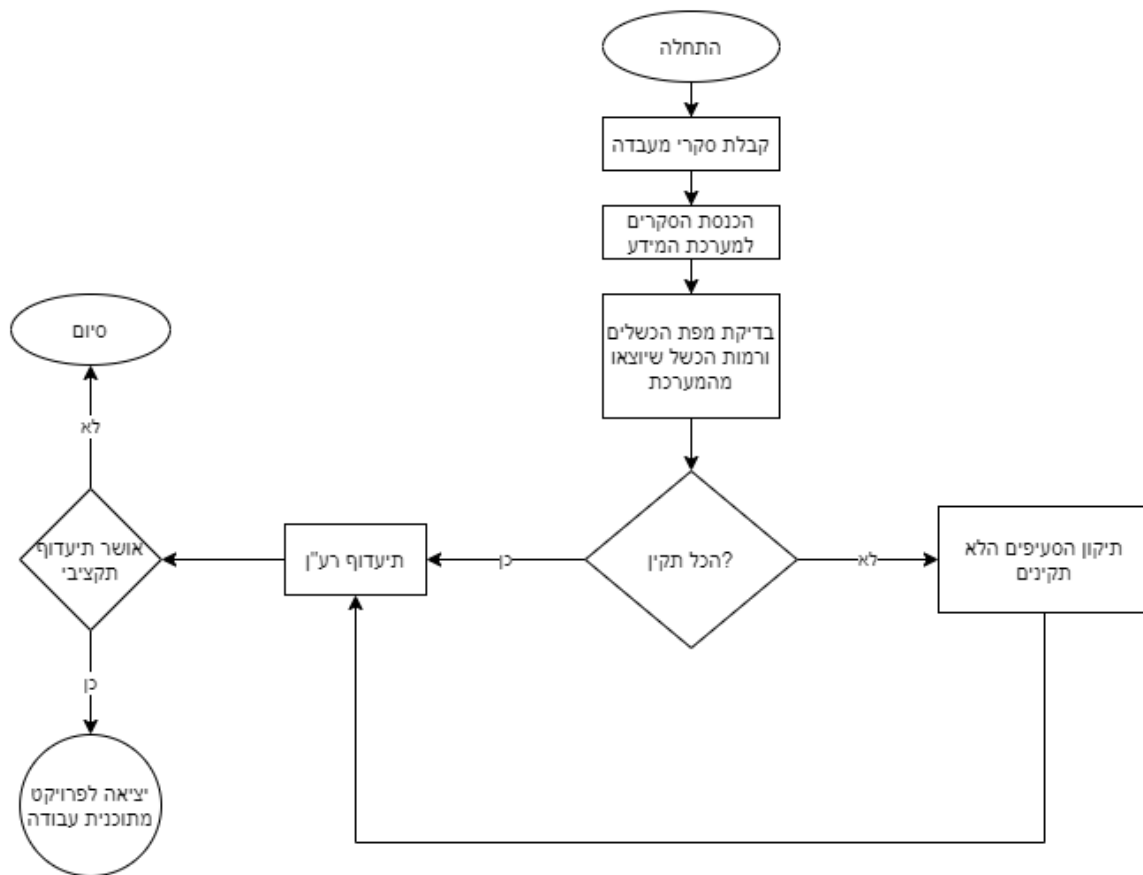 התחלה
קבלת סקרי מעבדה
הכנסת הסקרים
למערכת המידע
בדיקת מפת הכשלים
ורמות הכשל שיוצאו
מהמערכת
הכל תקין?
לא
תיקון הסעיפים הלא
תקינים
כן
תיעדוף רע"ן
אושר תיעדוף
תקציבי
לא
סיום
כן
יציאה לפרויקט
מתוכנית עבודה